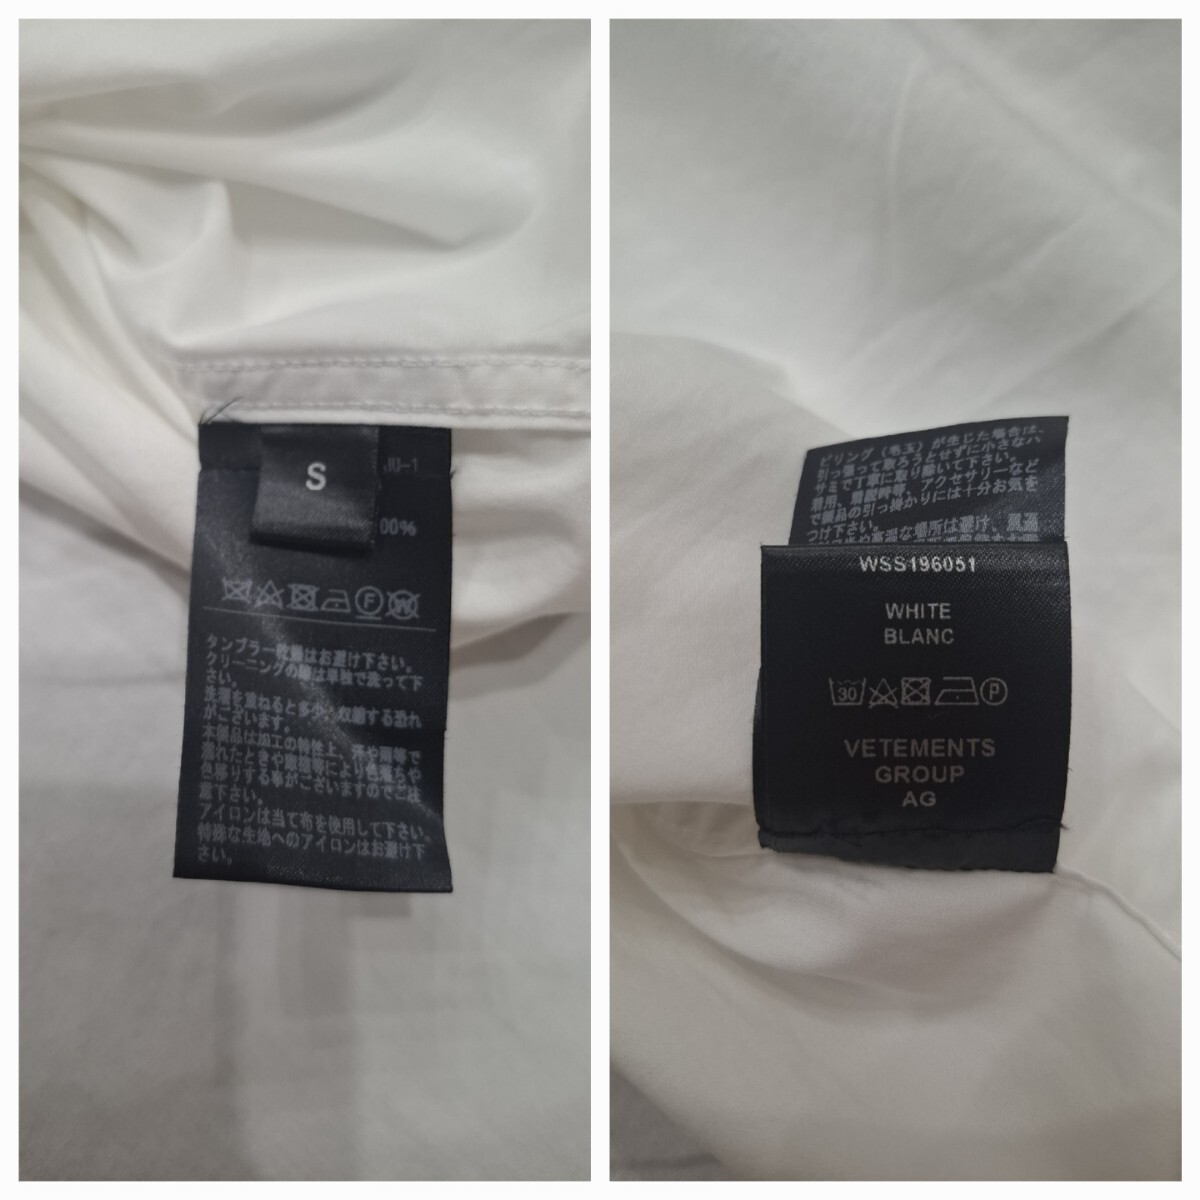 S
JU-1
00%
F
W
タンブラー乾燥はお避け下さい。
クリーニングの際は単独で洗って下
さい。
洗濯を重ねると多少、収縮する恐れ
がございます。
本製品は加工の特性上、汗や雨等で
濡れたときや摩擦等により色落ちや
色移りする事がございますのでご注
意下さい。
アイロンは当て布を使用して下さい。
特殊な生地へのアイロンはお避け下
さい。
ピリング（毛玉）が生じた場合は、
引っ張って取ろうとせずに小さなハ
サミで丁寧に取り除いて下さい。
着用、着脱時等、アクセサリーなど
で製品の引っ掛かりには十分お気を
つけ下さい。
高温な場所は避け、風通
WSS196051
WHITE
BLANC
30
P
VETEMENTS
GROUP
AG